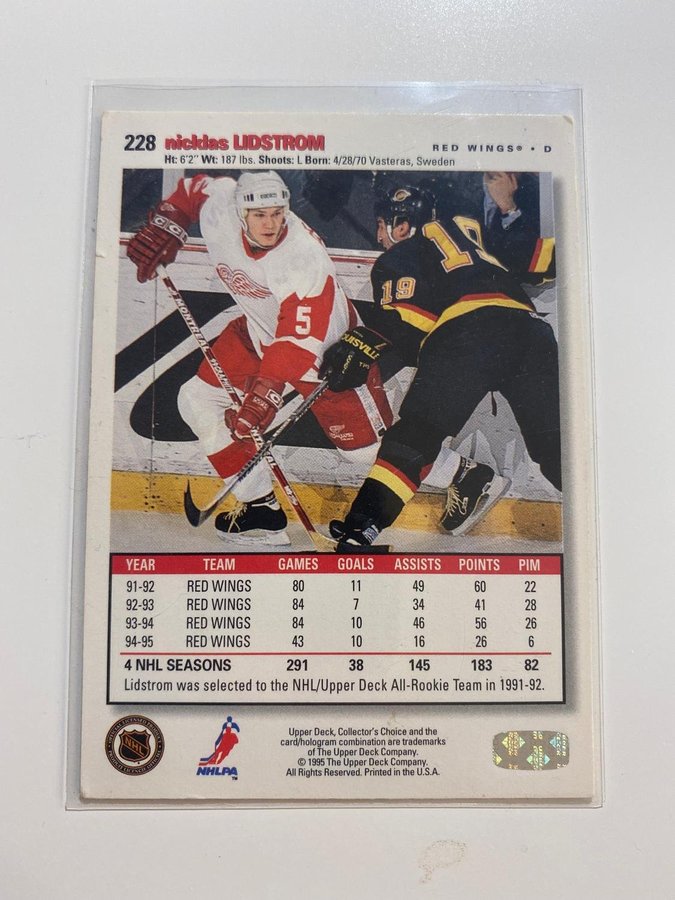 228 nicklas LIDSTROM
RED WINGS® • D
Ht: 6'2" Wt: 187 lbs. Shoots: L Born: 4/28/70 Vasteras, Sweden
19
19
5
CCM
MONTREAL
LOUISVILLE
YEAR TEAM GAMES GOALS ASSISTS POINTS PIM
91-92 RED WINGS 80 11 49 60 22
92-93 RED WINGS 84 7 34 41 28
93-94 RED WINGS 84 10 46 56 26
94-95 RED WINGS 43 10 16 26 6
4 NHL SEASONS 291 38 145 183 82
Lidstrom was selected to the NHL/Upper Deck All-Rookie Team in 1991-92.
NHL
NHLPA
Upper Deck, Collector's Choice and the
card/hologram combination are trademarks
of The Upper Deck Company.
© 1995 The Upper Deck Company.
All Rights Reserved. Printed in the U.S.A.